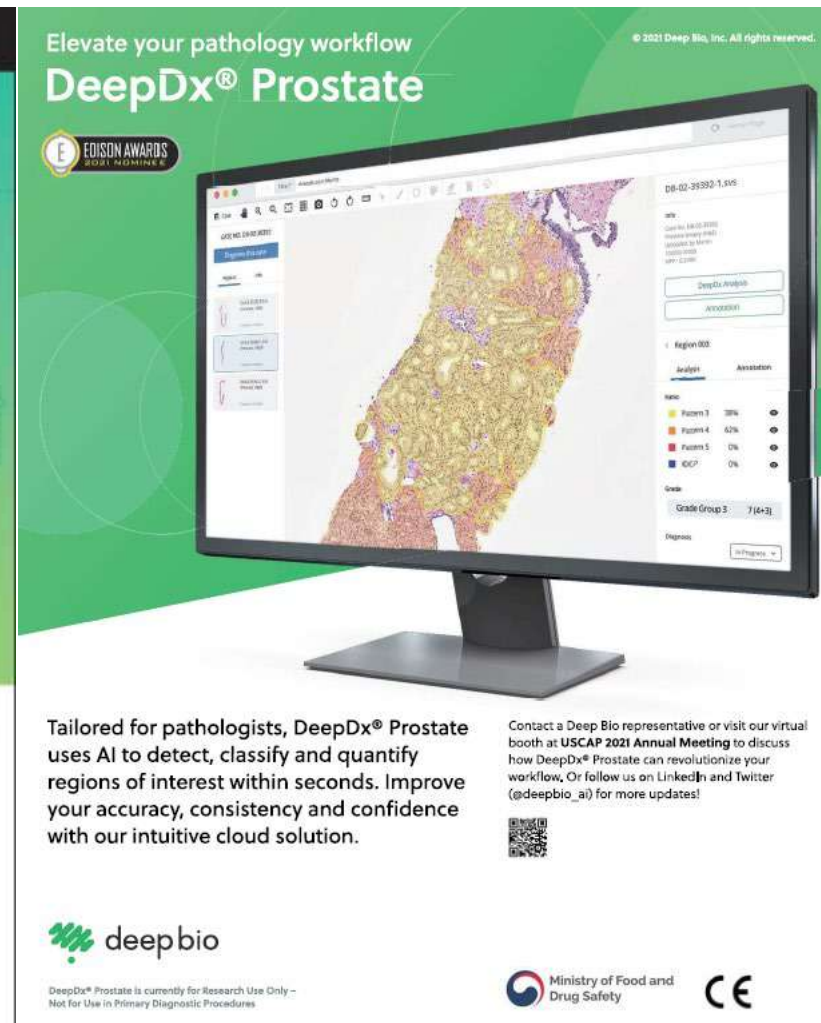 Elevate your pathology workflow
© 2021 Deep Bio, Inc. All rights reserved.
DeepDx® Prostate
E EDISON AWARDS
2021 NOMINEE
DB-02-39392-1.svs
Info
DeepDx Analysis
Annotation
Region 003
Analysis Annotation
Ratio
Pattern 3 38%
Pattern 4 62%
Pattern 5 0%
IDCP 0%
Grade
Grade Group 3 7 (4+3)
Diagnosis
In Progress
Tailored for pathologists, DeepDx® Prostate
uses AI to detect, classify and quantify
regions of interest within seconds. Improve
your accuracy, consistency and confidence
with our intuitive cloud solution.
Contact a Deep Bio representative or visit our virtual
booth at USCAP 2021 Annual Meeting to discuss
how DeepDx® Prostate can revolutionize your
workflow. Or follow us on LinkedIn and Twitter
(@deepbio_ai) for more updates!
deepbio
DeepDx® Prostate is currently for Research Use Only –
Not for Use in Primary Diagnostic Procedures
Ministry of Food and
Drug Safety
CE